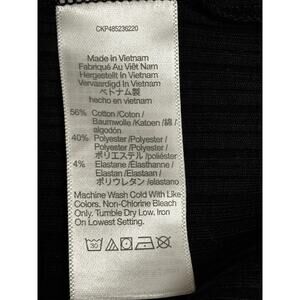 CKP485236220
Made in Vietnam
Fabriqué Au Viêt Nam
Hergestellt In Vietnam
Vervaardigd In Vietnam
ベトナム製
hecho en vietnam
56% Cotton /Coton /
Baumwolle /Katoen /綿 /
algodón
40% Polyester /Polyester/
Polyester /Polyester/
ポリエステル /poliéster
4% Elastane /Élasthanne /
Elastan /Elastaan /
ポリウレタン /elastano
Machine Wash Cold With Like
Colors. Non-Chlorine Bleach
Only. Tumble Dry Low. Iron
On Lowest Setting.
30